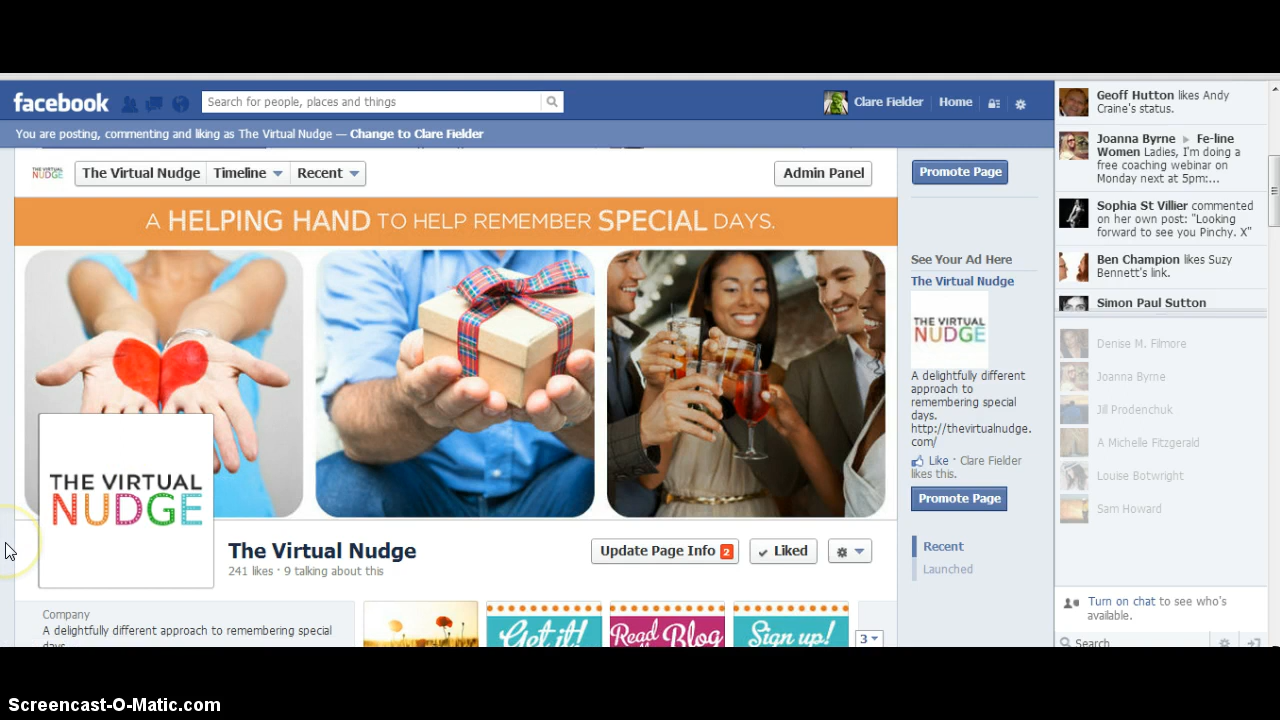 facebook
Search for people, places and things
Clare Fielder
Home
You are posting, commenting and liking as The Virtual Nudge — Change to Clare Fielder
THE VIRTUAL
NUDGE
The Virtual Nudge
Timeline
Recent
Admin Panel
A HELPING HAND TO HELP REMEMBER SPECIAL DAYS.
THE VIRTUAL
NUDGE
The Virtual Nudge
241 likes · 9 talking about this
Update Page Info 2
Liked
Company
A delightfully different approach to remembering special
days.
Get it!
Read
Blog
Sign up!
3
Promote Page
See Your Ad Here
The Virtual Nudge
THE VIRTUAL
NUDGE
A delightfully different
approach to
remembering special
days.
http://thevirtualnudge.
com/
Like · Clare Fielder
likes this.
Promote Page
Recent
Launched
Geoff Hutton likes Andy
Craine's status.
Joanna Byrne ▶ Fe-line
Women Ladies, I'm doing a
free coaching webinar on
Monday next at 5pm:...
Sophia St Villier commented
on her own post: "Looking
forward to see you Pinchy. X"
Ben Champion likes Suzy
Bennett's link.
Simon Paul Sutton
Denise M. Filmore
Joanna Byrne
Jill Prodenchuk
A Michelle Fitzgerald
Louise Botwright
Sam Howard
Turn on chat to see who's
available.
Search
Screencast-O-Matic.com